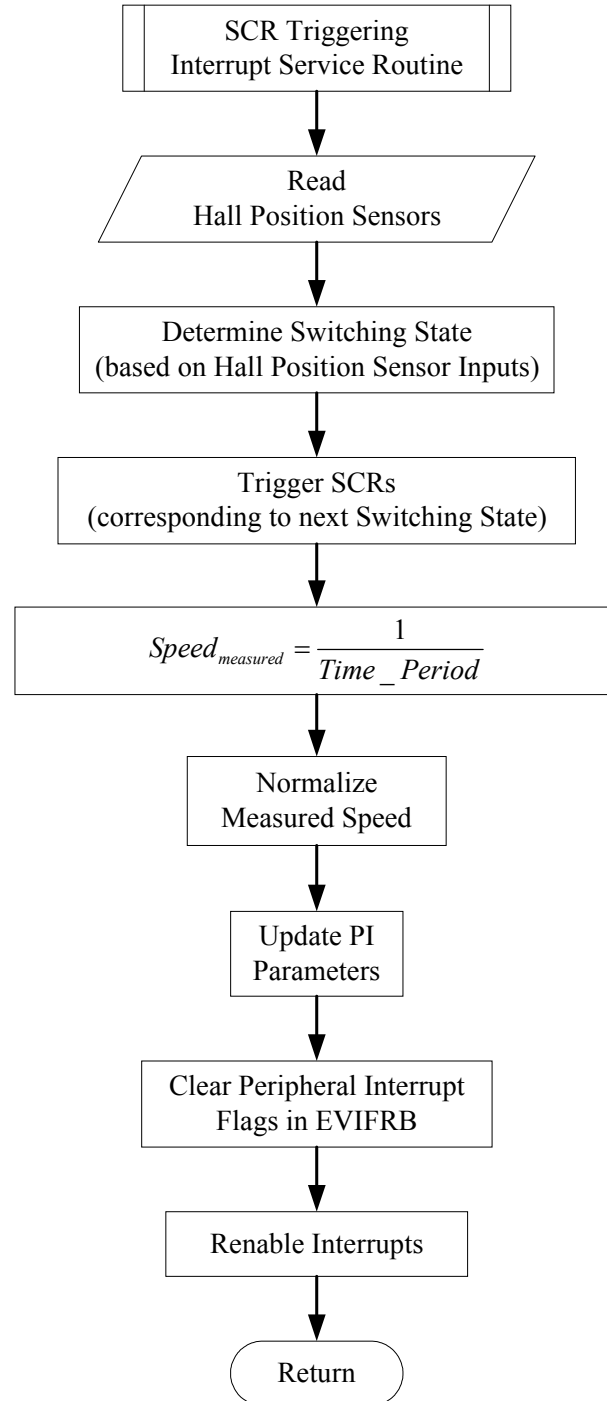 SCR Triggering
Interrupt Service Routine
Read
Hall Position Sensors
Determine Switching State
(based on Hall Position Sensor Inputs)
Trigger SCRs
(corresponding to next Switching State)
Speed_measured = 1 / Time _ Period
Normalize
Measured Speed
Update PI
Parameters
Clear Peripheral Interrupt
Flags in EVIFRB
Renable Interrupts
Return